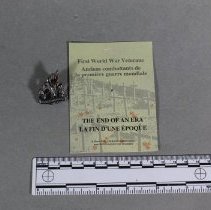 First World War Veterans
Anciens combattants de
la première guerre mondiale
THE END OF AN ERA
LA FIN D'UNE ÉPOQUE